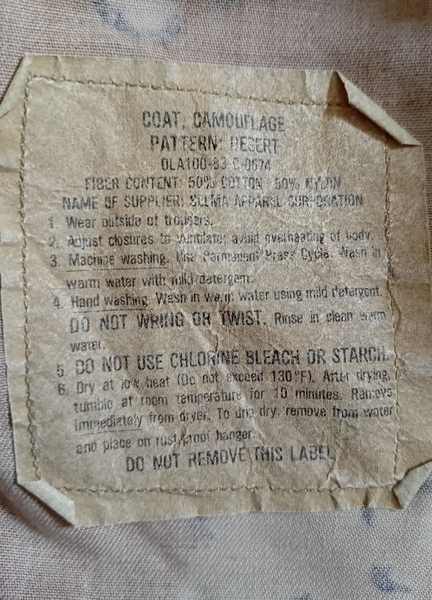 COAT, CAMOUFLAGE
PATTERN: DESERT
DLA100-83-C-0674
FIBER CONTENT: 50% COTTON 50% NYLON
NAME OF SUPPLIER: SELMA APPAREL CORPORATION
1. Wear outside of trousers.
2. Adjust closures to ventilate; avoid overheating of body.
3. Machine washing. Use Permanent Press Cycle. Wash in
warm water with mild detergent.
4. Hand washing. Wash in warm water using mild detergent.
DO NOT WRING OR TWIST. Rinse in clean warm
water.
5. DO NOT USE CHLORINE BLEACH OR STARCH.
6. Dry at low heat (Do not exceed 130°F). After drying,
tumble at room temperature for 10 minutes. Remove
immediately from dryer. To drip dry, remove from water
and place on rustproof hanger.
DO NOT REMOVE THIS LABEL